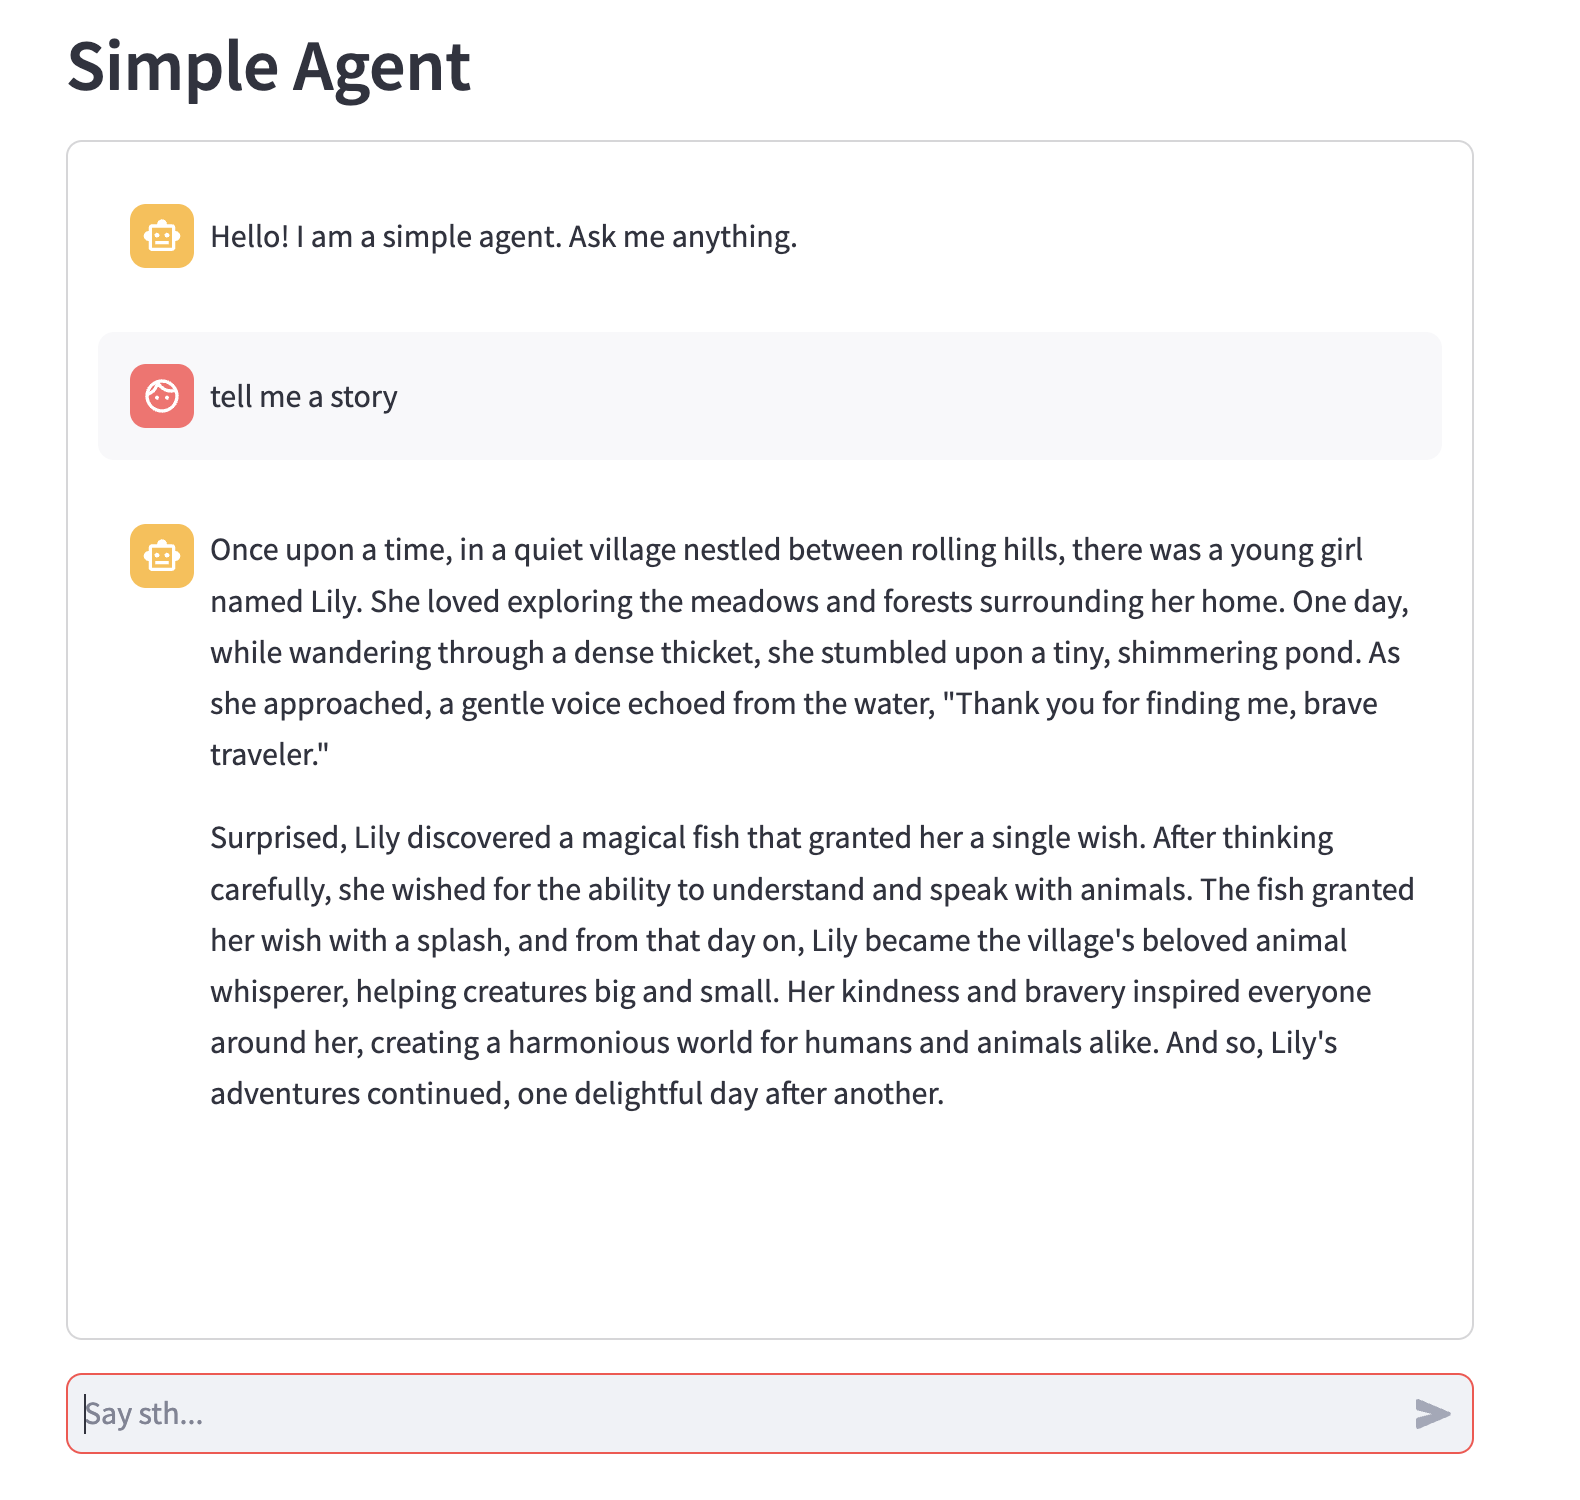 Simple Agent
Hello! I am a simple agent. Ask me anything.
tell me a story
Once upon a time, in a quiet village nestled between rolling hills, there was a young girl
named Lily. She loved exploring the meadows and forests surrounding her home. One day,
while wandering through a dense thicket, she stumbled upon a tiny, shimmering pond. As
she approached, a gentle voice echoed from the water, "Thank you for finding me, brave
traveler."
Surprised, Lily discovered a magical fish that granted her a single wish. After thinking
carefully, she wished for the ability to understand and speak with animals. The fish granted
her wish with a splash, and from that day on, Lily became the village's beloved animal
whisperer, helping creatures big and small. Her kindness and bravery inspired everyone
around her, creating a harmonious world for humans and animals alike. And so, Lily's
adventures continued, one delightful day after another.
Say sth...